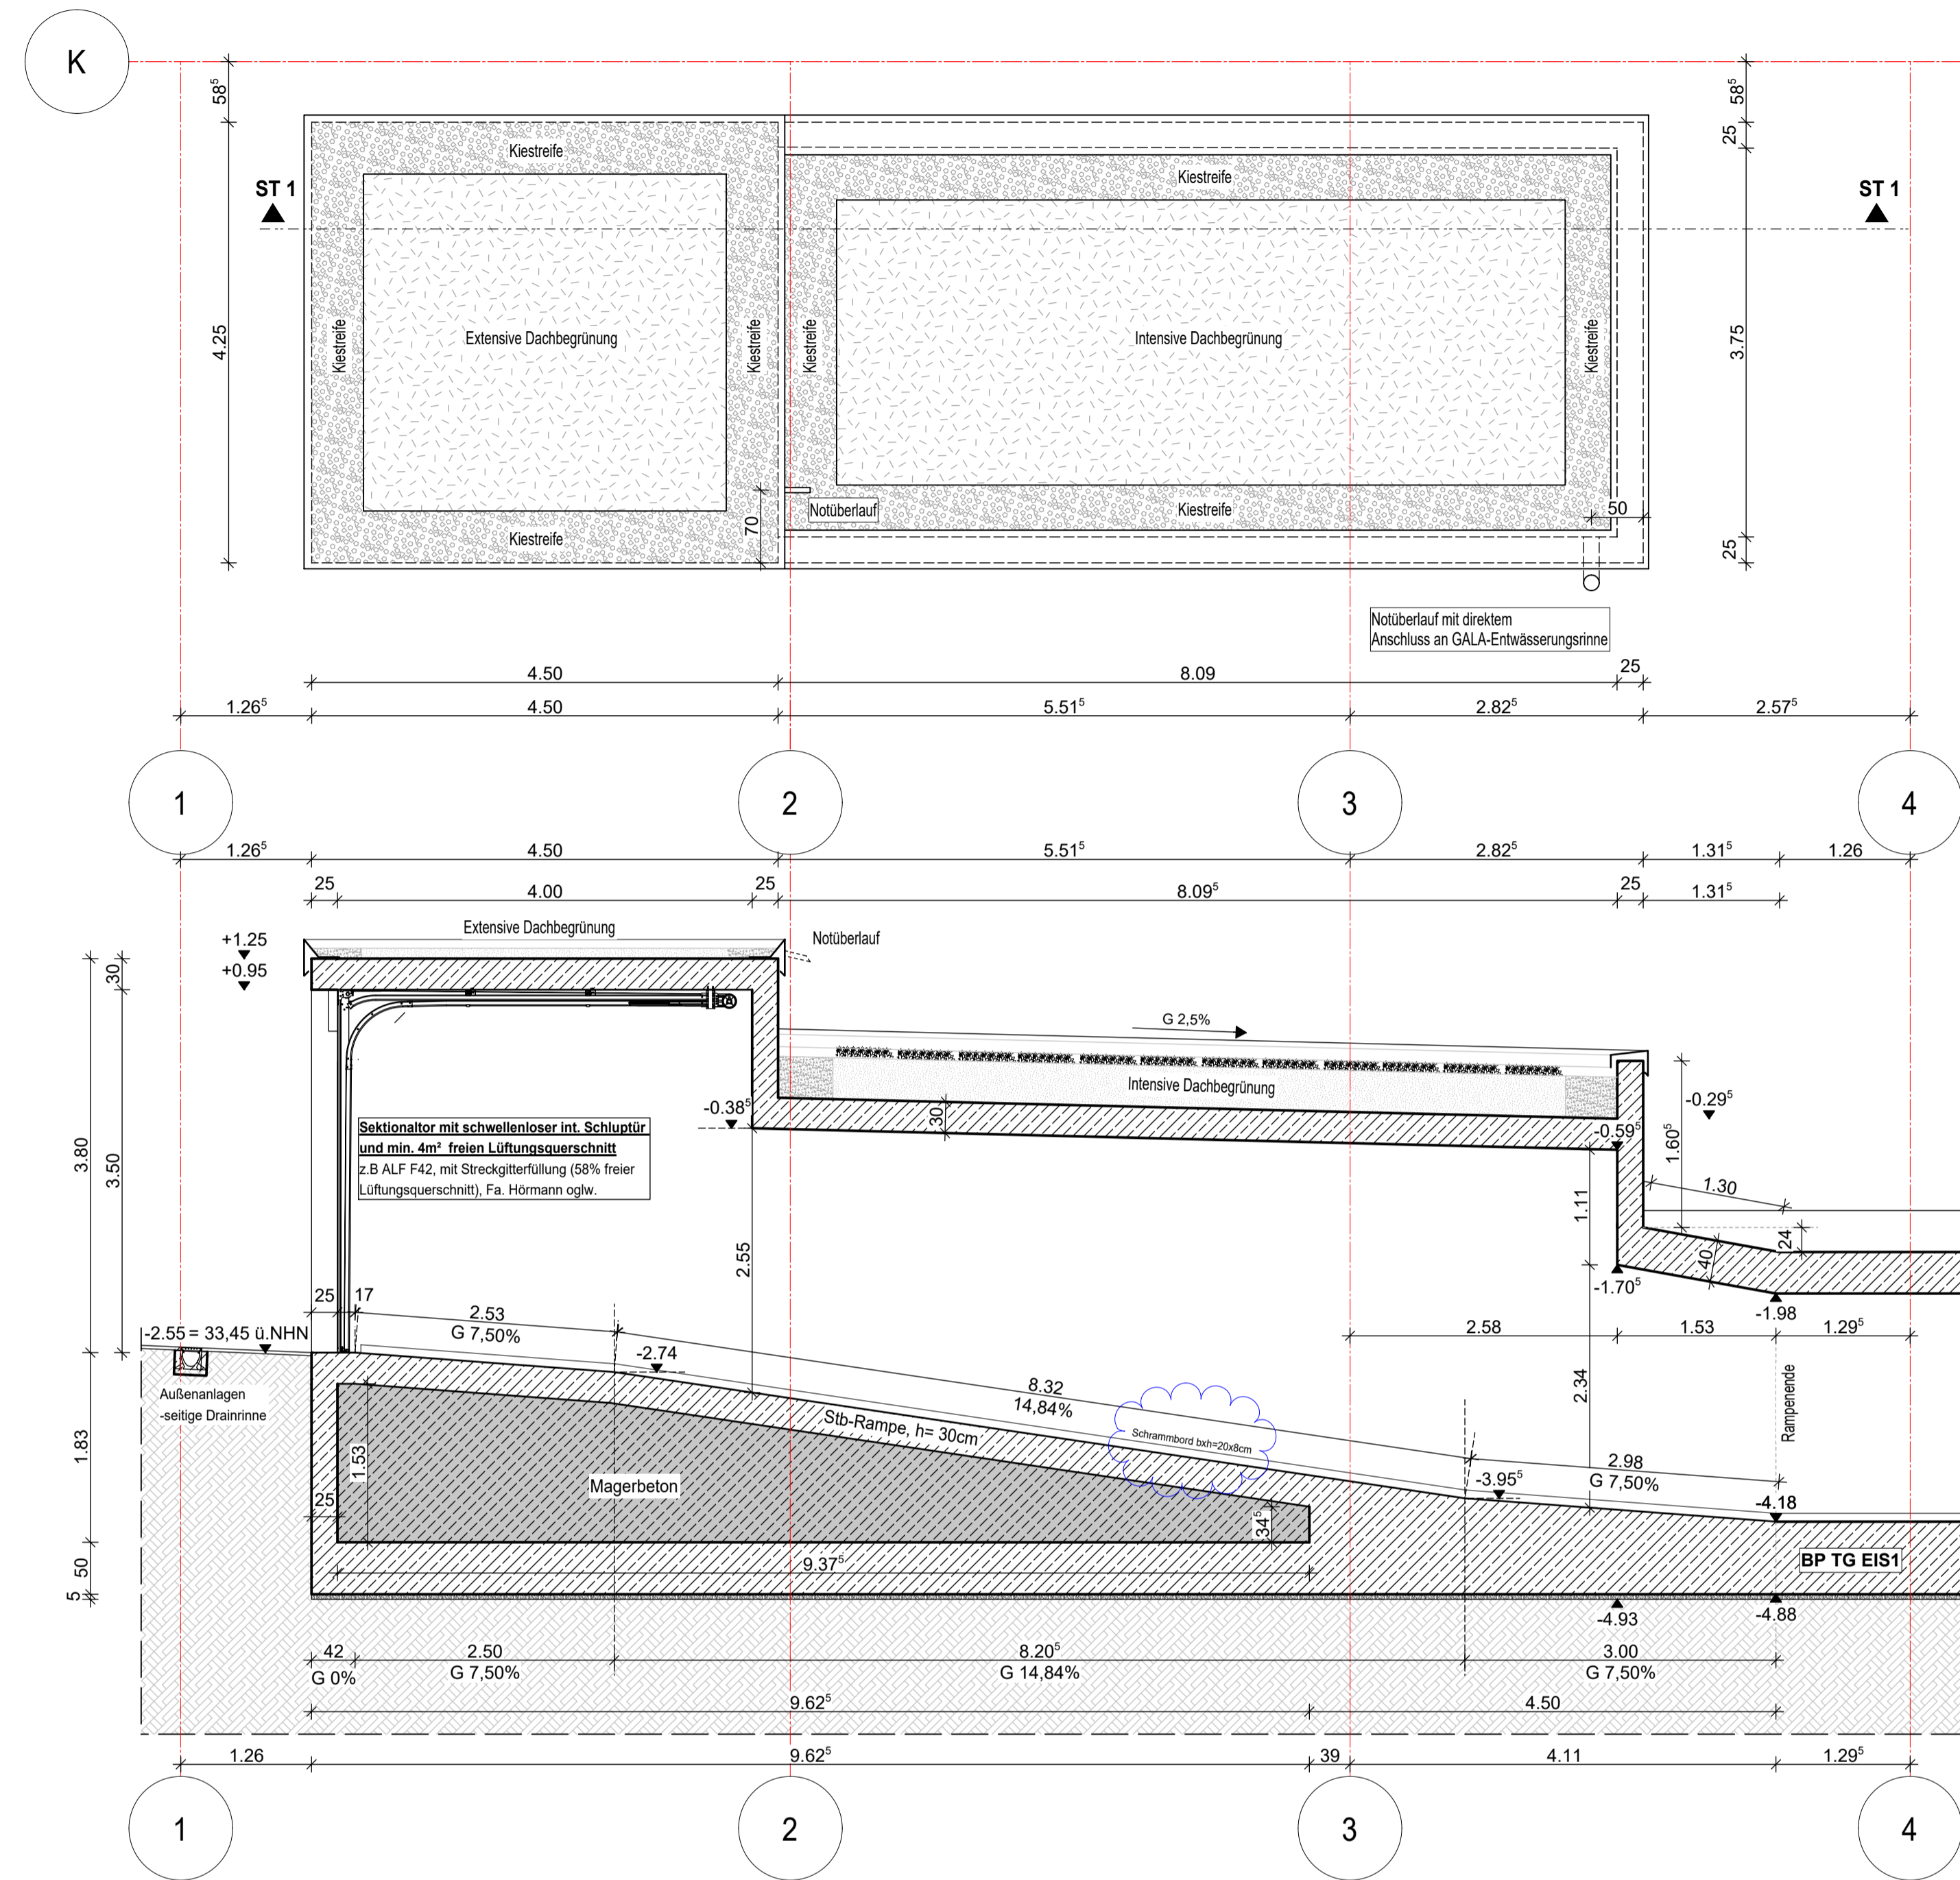 K
58⁵
58⁵
25
Kiestreife
Kiestreife
ST 1
ST 1
4.25
Kiestreife
Extensive Dachbegrünung
Kiestreife
Kiestreife
Intensive Dachbegrünung
Kiestreife
3.75
Notüberlauf
Kiestreife
50
70
Kiestreife
25
Notüberlauf mit direktem
Anschluss an GALA-Entwässerungsrinne
4.50
8.09
25
1.26⁵
4.50
5.51⁵
2.82⁵
2.57⁵
1
2
3
4
1.26⁵
4.50
5.51⁵
2.82⁵
1.31⁵
1.26
25
4.00
25
8.09⁵
25
1.31⁵
Extensive Dachbegrünung
Notüberlauf
+1.25
+0.95
30
G 2,5%
Intensive Dachbegrünung
-0.38⁵
30
-0.29⁵
-0.59⁵
1.60⁵
Sektionaltor mit schwellenloser int. Schluptür
und min. 4m² freien Lüftungsquerschnitt
z.B ALF F42, mit Streckgitterfüllung (58% freier
Lüftungsquerschnitt), Fa. Hörmann oglw.
3.80
3.50
1.30
1.11
2.55
24
40
-1.70⁵
-1.98
25
17
2.53
G 7,50%
-2.55 = 33,45 ü.NHN
-2.74
2.58
1.53
1.29⁵
Außenanlagen
-seitige Drainrinne
8.32
14,84%
2.34
Rampenende
Stb-Rampe, h= 30cm
Schrammbord bxh=20x8cm
1.83
1.53
Magerbeton
2.98
G 7,50%
-3.95⁵
-4.18
25
34⁵
9.37⁵
BP TG EIS1
50
5
-4.93
-4.88
42
G 0%
2.50
G 7,50%
8.20⁵
G 14,84%
3.00
G 7,50%
9.62⁵
4.50
1.26
9.62⁵
39
4.11
1.29⁵
1
2
3
4